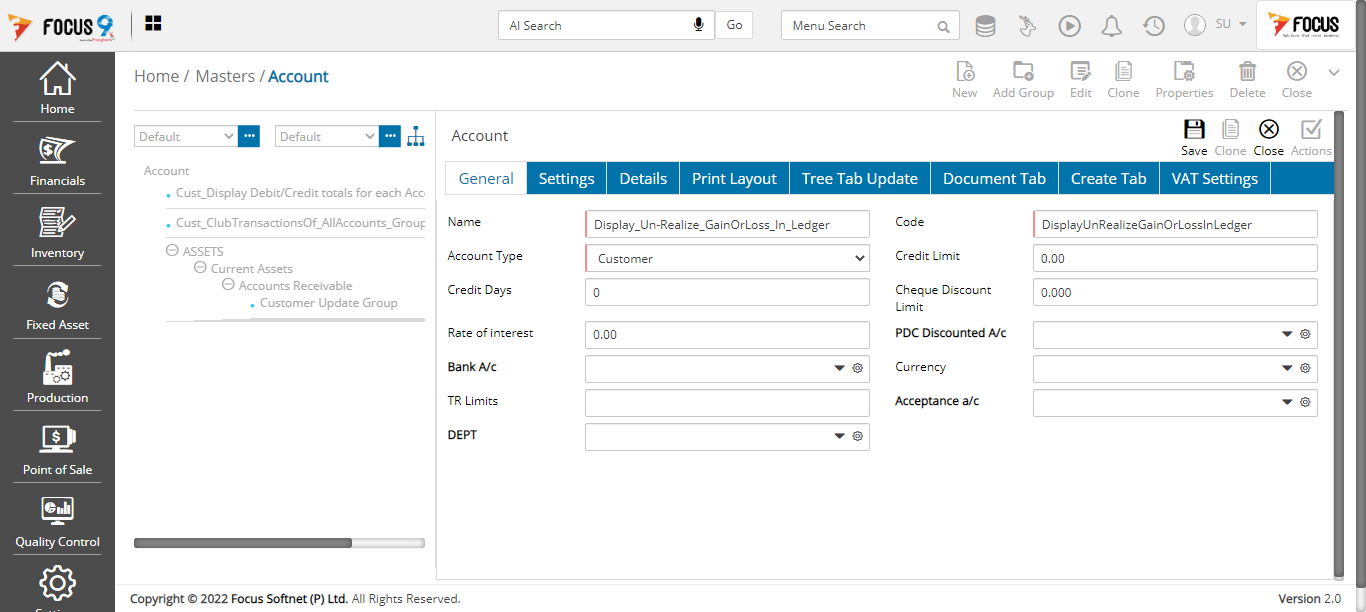 FOCUS 9
AI Search
Go
Menu Search
SU
FOCUS
Home
Financials
Inventory
Fixed Asset
Production
Point of Sale
Quality Control
Home / Masters / Account
New Add Group Edit Clone Properties Delete Close
Default ... Default ...
Account
Cust_Display Debit/Credit totals for each Acc
Cust_ClubTransactionsOf_AllAccounts_Group
ASSETS
Current Assets
Accounts Receivable
Customer Update Group
Account
Save Clone Close Actions
General Settings Details Print Layout Tree Tab Update Document Tab Create Tab VAT Settings
Name Display_Un-Realize_GainOrLoss_In_Ledger Code DisplayUnRealizeGainOrLossInLedger
Account Type Customer Credit Limit 0.00
Credit Days 0 Cheque Discount Limit 0.000
Rate of interest 0.00 PDC Discounted A/c
Bank A/c Currency
TR Limits Acceptance a/c
DEPT
Copyright © 2022 Focus Softnet (P) Ltd. All Rights Reserved. Version 2.0